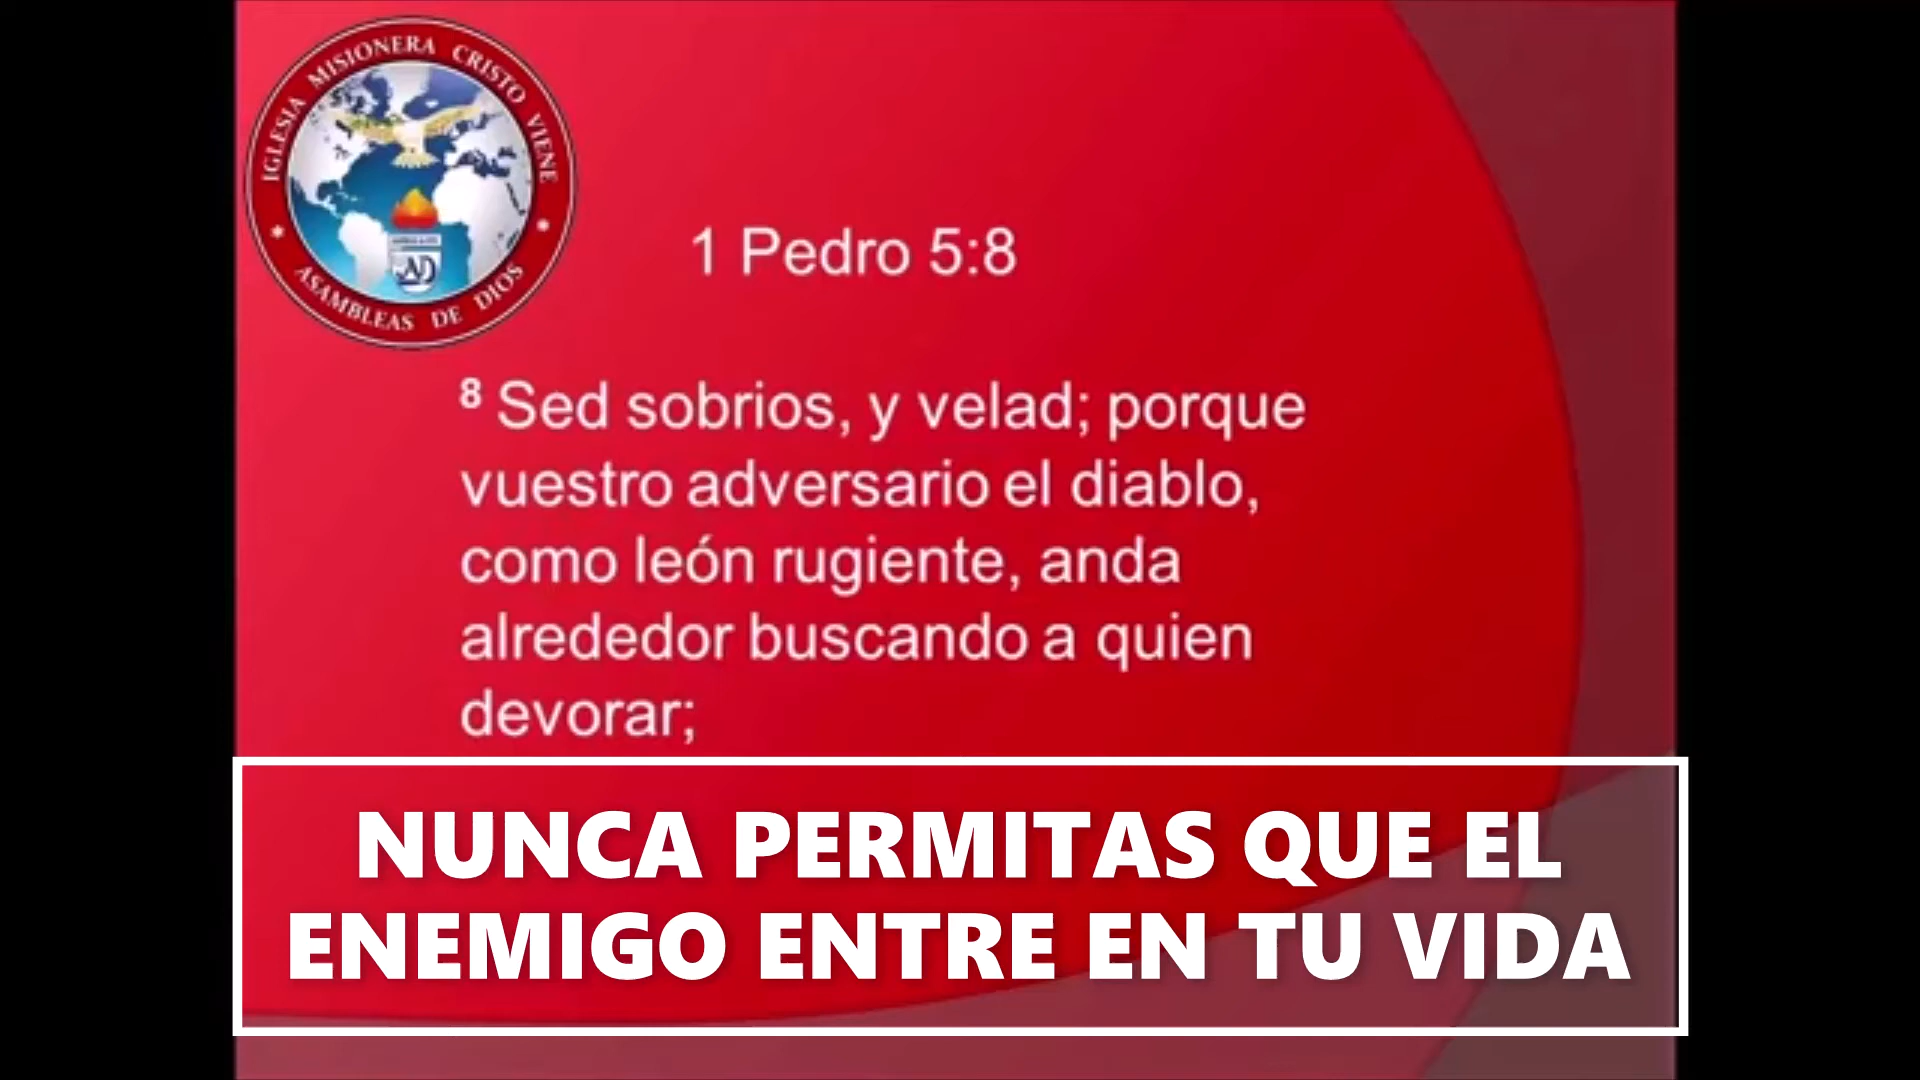 IGLESIA MISIONERA CRISTO VIENE
ASAMBLEAS DE DIOS
AD
1 Pedro 5:8
8 Sed sobrios, y velad; porque
vuestro adversario el diablo,
como león rugiente, anda
alrededor buscando a quien
devorar;
NUNCA PERMITAS QUE EL
ENEMIGO ENTRE EN TU VIDA